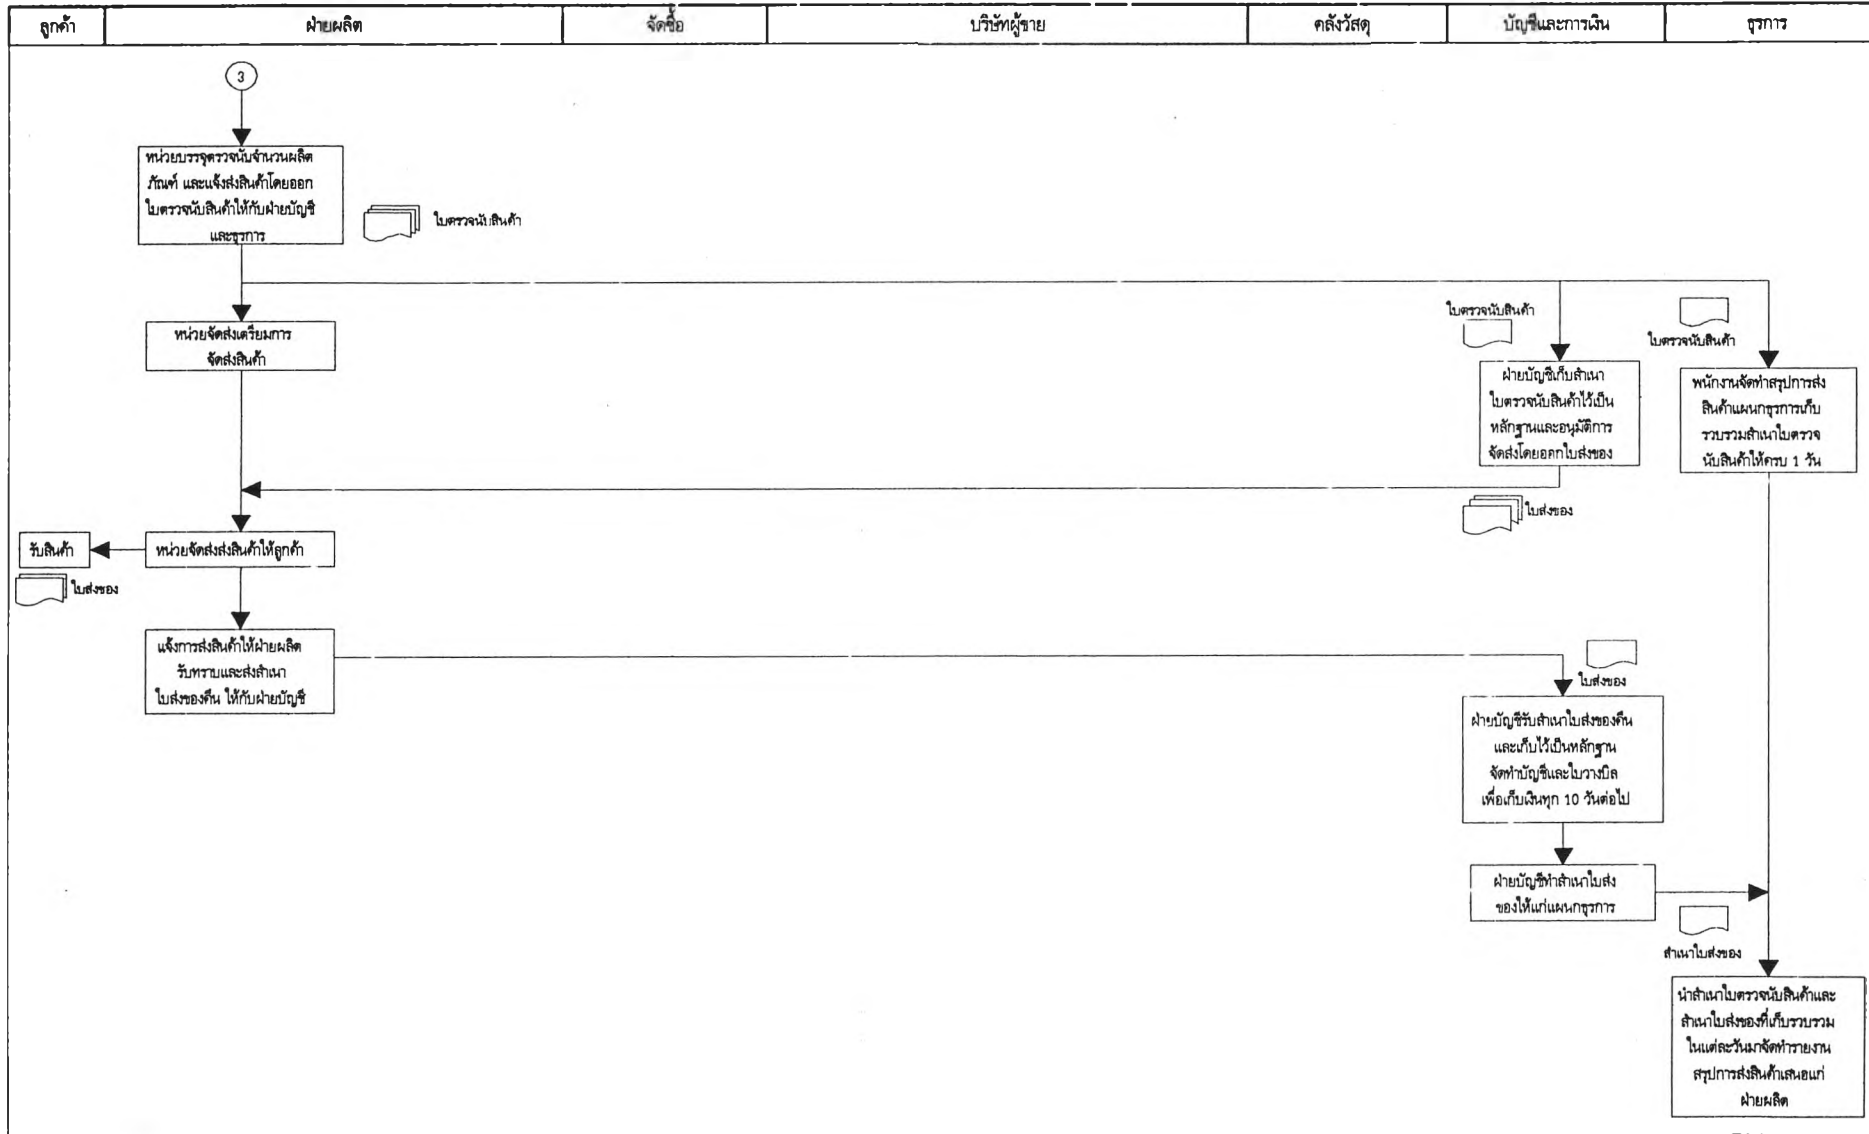 ลูกค้า
ฝ่ายผลิต
จัดซื้อ
บริษัทผู้ขาย
คลังวัสดุ
บัญชีและการเงิน
ธุรการ
3
หน่วยบรรจุตรวจนับจำนวนผลิต
ภัณฑ์ และแจ้งส่งสินค้าโดยออก
ใบตรวจนับสินค้าให้กับฝ่ายบัญชี
และธุรการ
ใบตรวจนับสินค้า
หน่วยจัดส่งเตรียมการ
จัดส่งสินค้า
ใบตรวจนับสินค้า
ใบตรวจนับสินค้า
ฝ่ายบัญชีเก็บสำเนา
ใบตรวจนับสินค้าไว้เป็น
หลักฐานและอนุมัติการ
จัดส่งโดยออกใบส่งของ
พนักงานจัดทำสรุปการส่ง
สินค้าแผนกธุรการเก็บ
รวบรวมสำเนาใบตรวจ
นับสินค้าให้ครบ 1 วัน
ใบส่งของ
รับสินค้า
หน่วยจัดส่งส่งสินค้าให้ลูกค้า
ใบส่งของ
แจ้งการส่งสินค้าให้ฝ่ายผลิต
รับทราบและส่งสำเนา
ใบส่งของคืน ให้กับฝ่ายบัญชี
ใบส่งของ
ฝ่ายบัญชีรับสำเนาใบส่งของคืน
และเก็บไว้เป็นหลักฐาน
จัดทำบัญชีและใบวางบิล
เพื่อเก็บเงินทุก 10 วันต่อไป
ฝ่ายบัญชีทำสำเนาใบส่ง
ของให้แก่แผนกธุรการ
สำเนาใบส่งของ
นำสำเนาใบตรวจนับสินค้าและ
สำเนาใบส่งของที่เก็บรวบรวม
ในแต่ละวันมาจัดทำรายงาน
สรุปการส่งสินค้าเสนอแก่
ฝ่ายผลิต